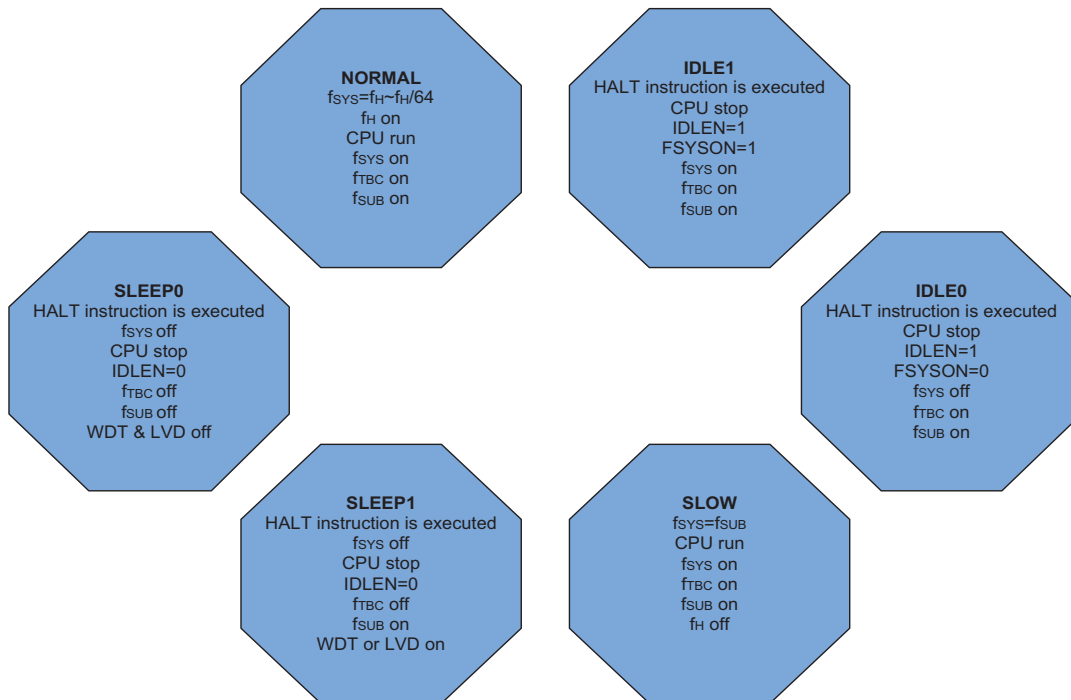 NORMAL
fSYS=fH~fH/64
fH on
CPU run
fSYS on
fTBC on
fSUB on
IDLE1
HALT instruction is executed
CPU stop
IDLEN=1
FSYSON=1
fSYS on
fTBC on
fSUB on
SLEEP0
HALT instruction is executed
fSYS off
CPU stop
IDLEN=0
fTBC off
fSUB off
WDT & LVD off
IDLE0
HALT instruction is executed
CPU stop
IDLEN=1
FSYSON=0
fSYS off
fTBC on
fSUB on
SLEEP1
HALT instruction is executed
fSYS off
CPU stop
IDLEN=0
fTBC off
fSUB on
WDT or LVD on
SLOW
fSYS=fSUB
CPU run
fSYS on
fTBC on
fSUB on
fH off